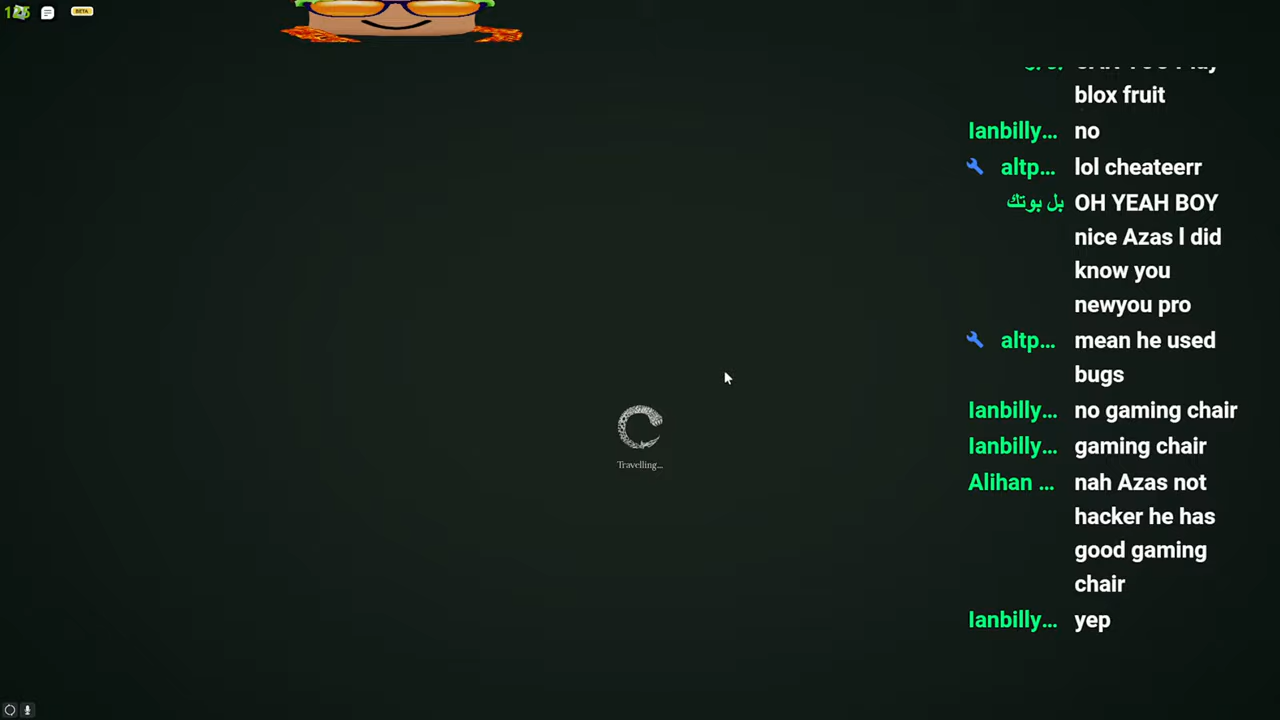 BETA
blox fruit
Ianbilly… no
altp… lol cheateerr
بل بوتك OH YEAH BOY
nice Azas I did
know you
newyou pro
altp… mean he used
bugs
Ianbilly… no gaming chair
Ianbilly… gaming chair
Alihan … nah Azas not
hacker he has
good gaming
chair
Ianbilly… yep
Travelling...